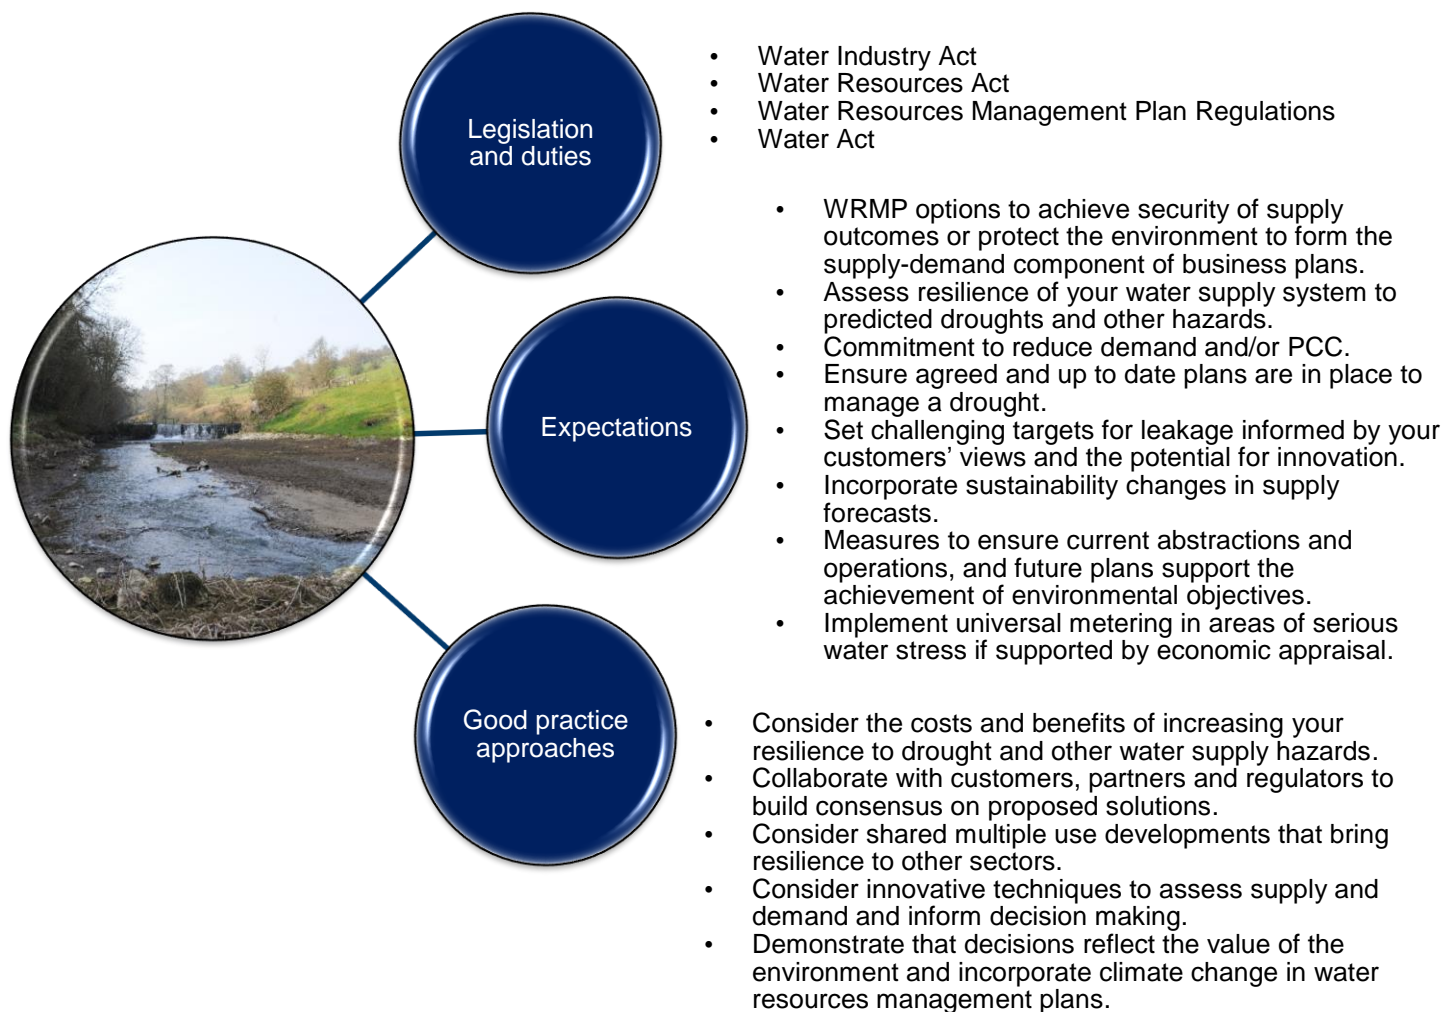 Legislation
and duties
• Water Industry Act
• Water Resources Act
• Water Resources Management Plan Regulations
• Water Act
Expectations
• WRMP options to achieve security of supply
outcomes or protect the environment to form the
supply-demand component of business plans.
• Assess resilience of your water supply system to
predicted droughts and other hazards.
• Commitment to reduce demand and/or PCC.
• Ensure agreed and up to date plans are in place to
manage a drought.
• Set challenging targets for leakage informed by your
customers’ views and the potential for innovation.
• Incorporate sustainability changes in supply
forecasts.
• Measures to ensure current abstractions and
operations, and future plans support the
achievement of environmental objectives.
• Implement universal metering in areas of serious
water stress if supported by economic appraisal.
Good practice
approaches
• Consider the costs and benefits of increasing your
resilience to drought and other water supply hazards.
• Collaborate with customers, partners and regulators to
build consensus on proposed solutions.
• Consider shared multiple use developments that bring
resilience to other sectors.
• Consider innovative techniques to assess supply and
demand and inform decision making.
• Demonstrate that decisions reflect the value of the
environment and incorporate climate change in water
resources management plans.